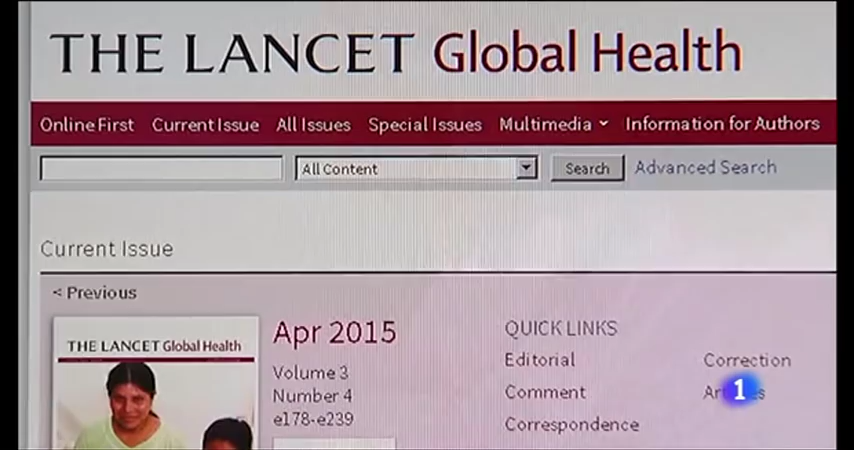 THE LANCET Global Health
Online First Current Issue All Issues Special Issues Multimedia Information for Authors
All Content Search Advanced Search
Current Issue
< Previous
THE LANCET Global Health
Apr 2015
Volume 3
Number 4
e178-e239
QUICK LINKS
Editorial
Comment
Correspondence
Correction
1